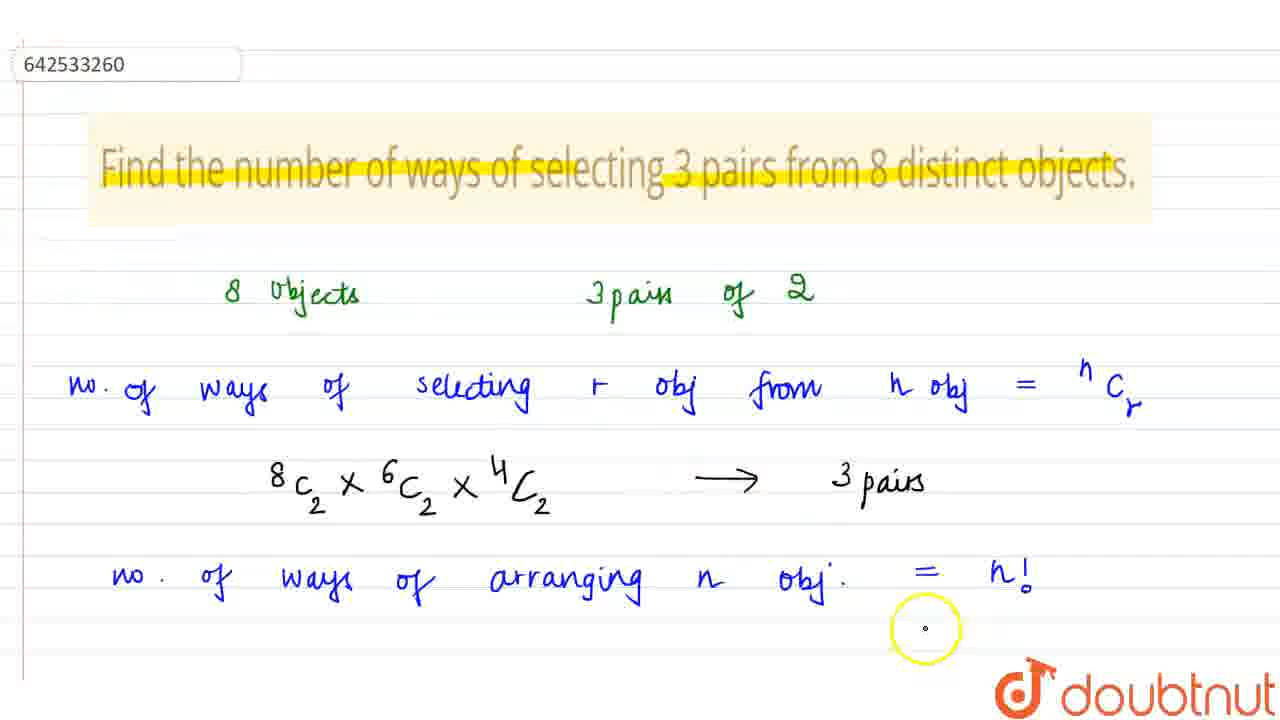 642533260
Find the number of ways of selecting 3 pairs from 8 distinct objects.
8 Objects 3 pairs of 2
no. of ways of selecting r obj from n obj = ⁿCᵣ
⁸C₂ × ⁶C₂ × ⁴C₂ → 3 pairs
no. of ways of arranging n obj. = n!
doubtnut